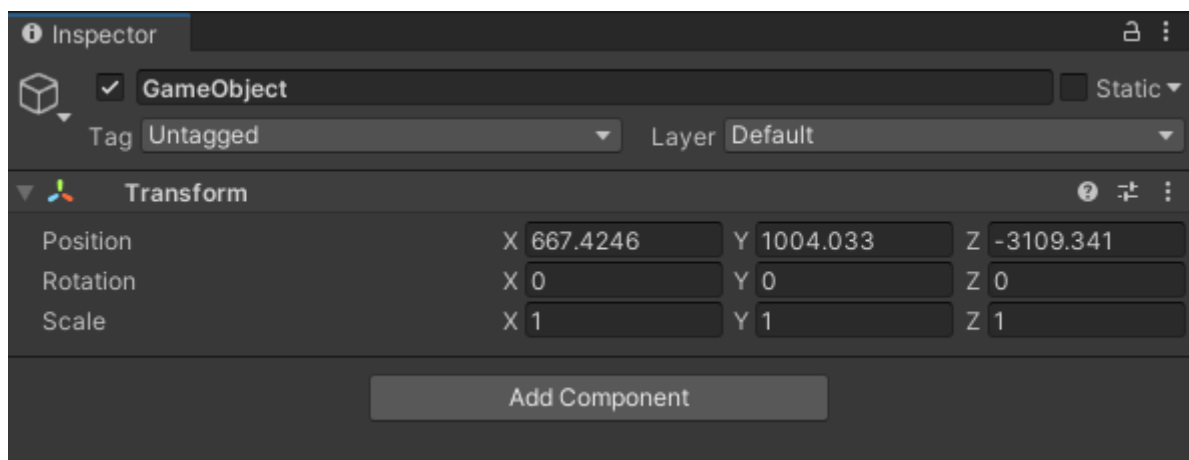 Inspector
GameObject Static
Tag Untagged Layer Default
Transform
Position X 667.4246 Y 1004.033 Z -3109.341
Rotation X 0 Y 0 Z 0
Scale X 1 Y 1 Z 1
Add Component